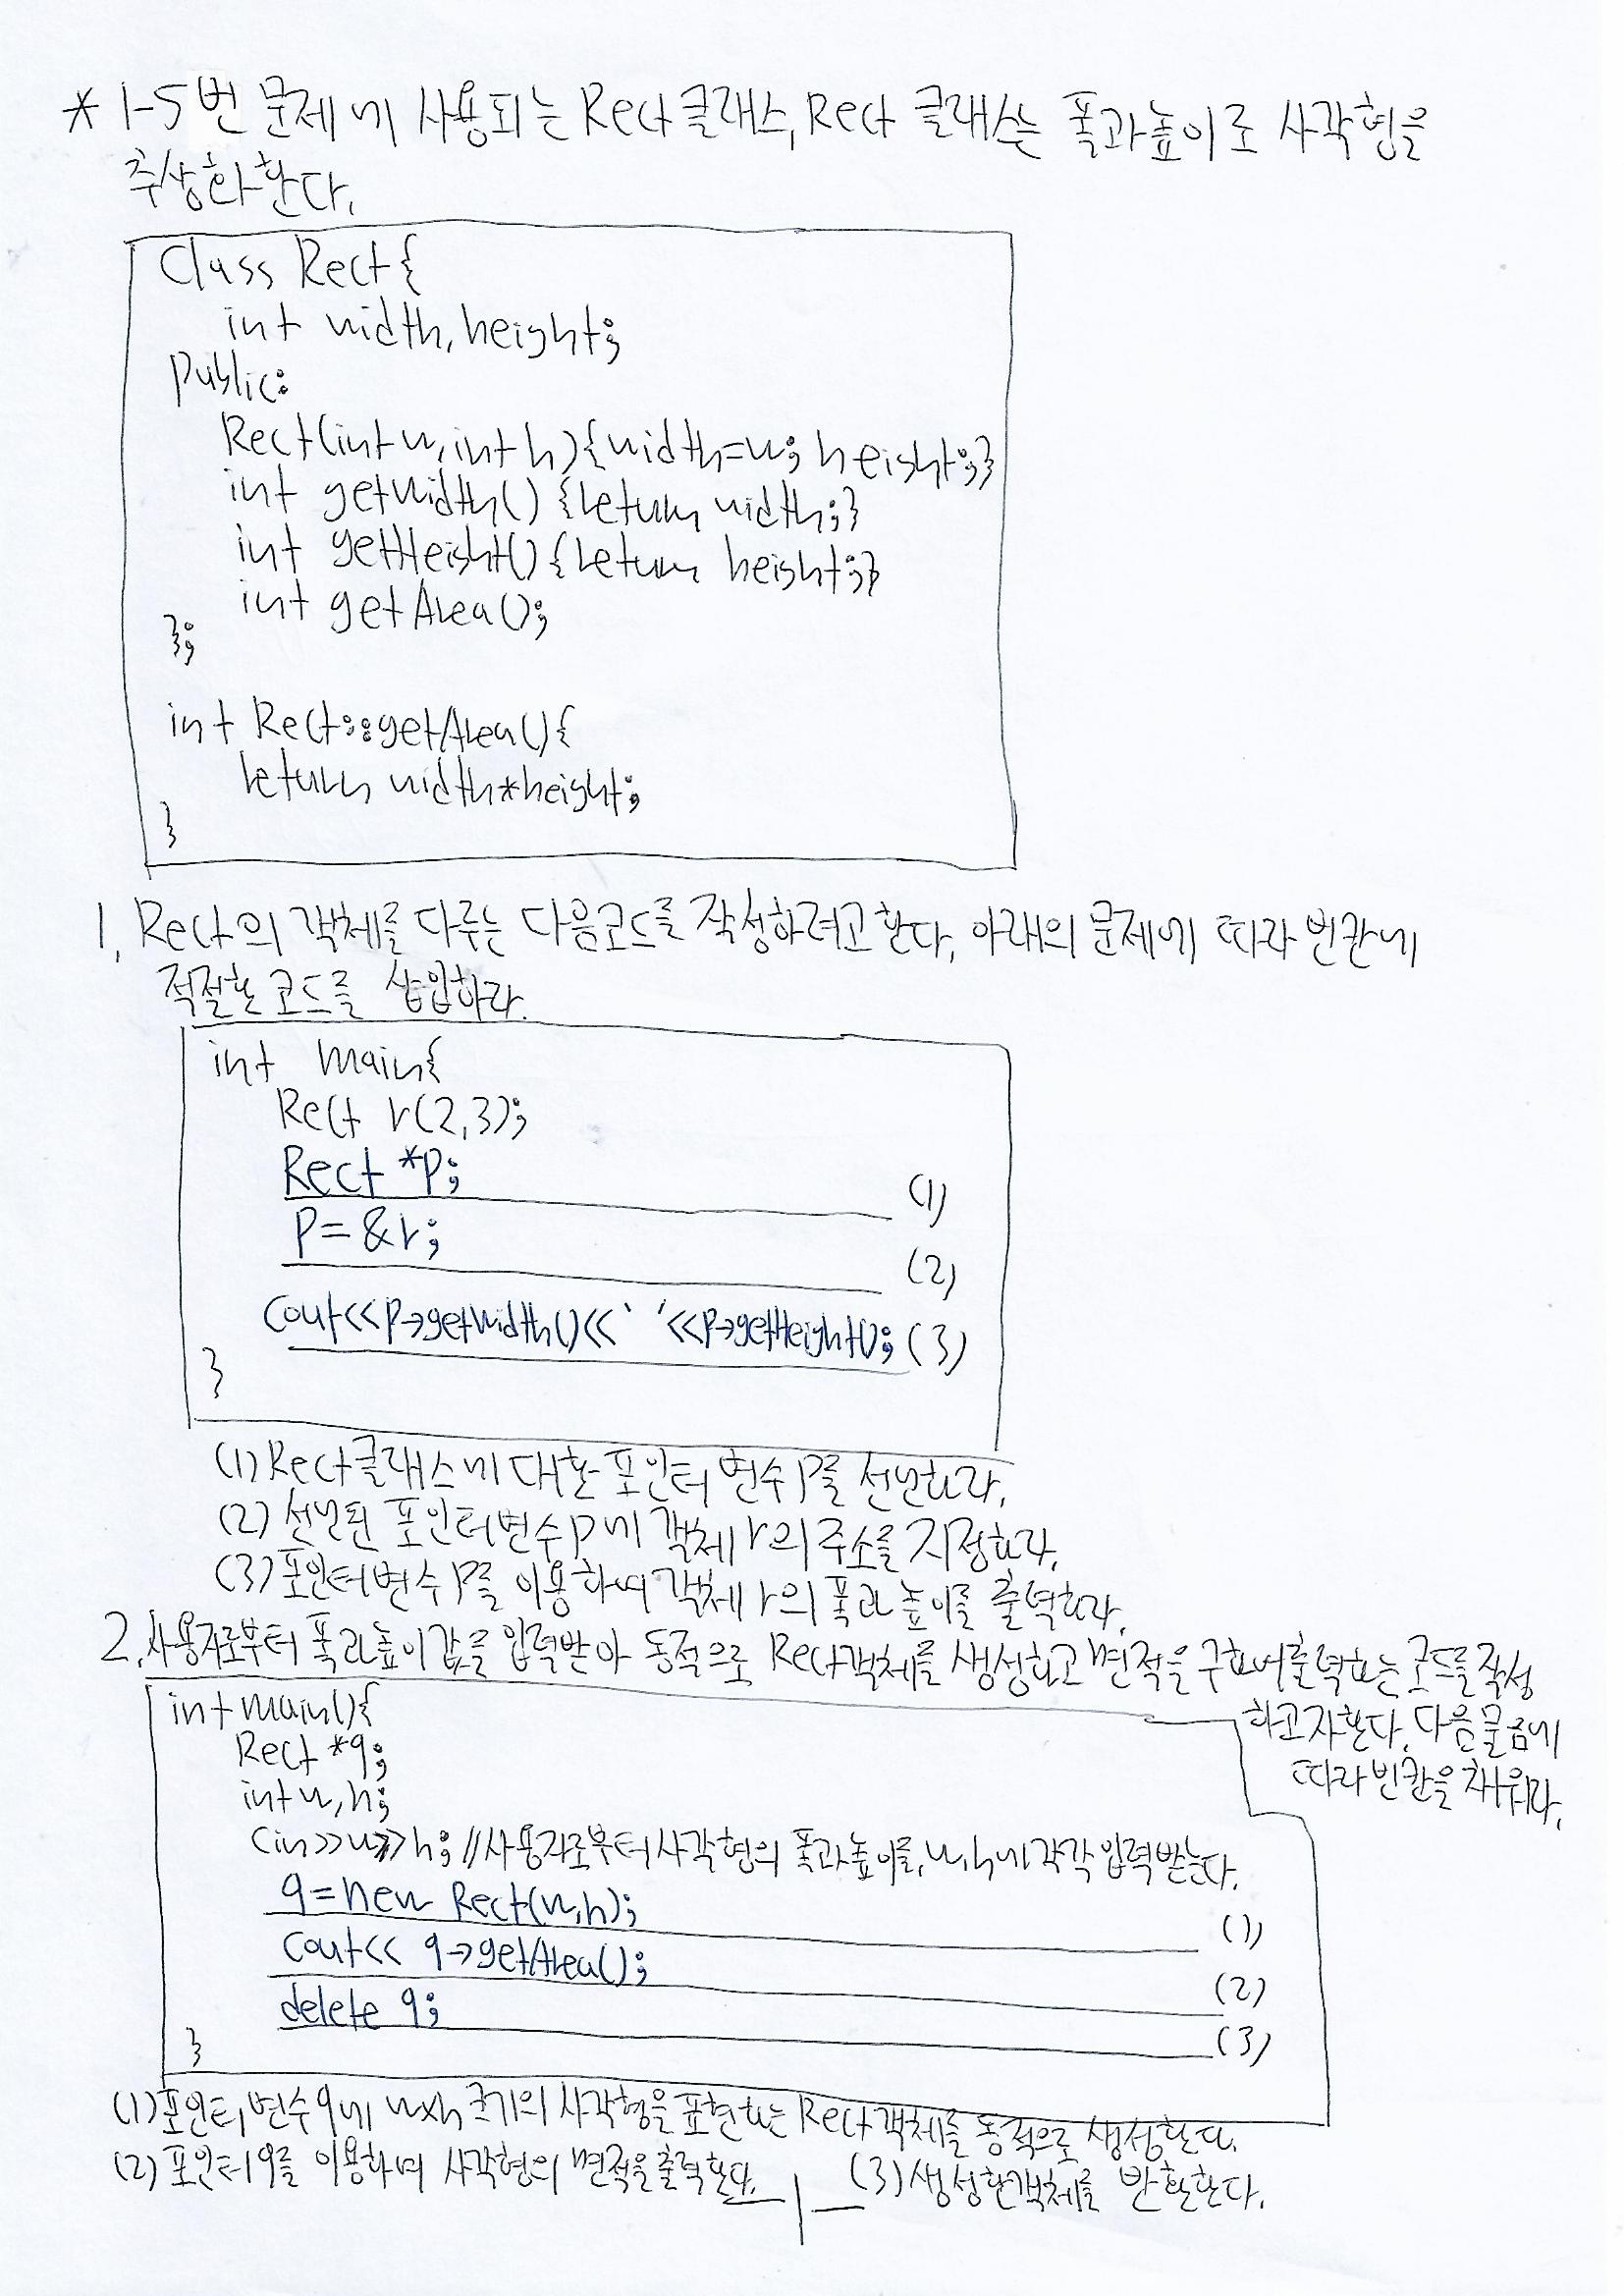 * 1-5번 문제에 사용되는 Rect클래스, Rect 클래스는 폭과높이로 사각형을
추상화한다.
Class Rect{
int width, height;
Public:
Rect(int w, int h){width=w; height;}
int getWidth() {return width;}
int getHeight() {return height;}
int getArea();
};
int Rect::getArea(){
return width*height;
}
1. Rect의 객체를 다루는 다음코드를 작성하려고한다, 아래의 문제에 따라 빈칸에
적절한 코드를 삽입하라.
int main{
Rect r(2,3);
Rect *P; (1)
P=&r; (2)
Cout<<P->getWidth()<<' '<<P->getHeight(); (3)
}
(1) Rect클래스에 대한 포인터 변수 P를 선언하라.
(2) 선언된 포인터변수 P에 객체 r의 주소를 지정하라.
(3) 포인터변수 P를 이용하여 객체 r의 폭과 높이를 출력하라.
2. 사용자로부터 폭과높이 값을 입력받아 동적으로 Rect객체를 생성하고 면적을 구하여출력하는 코드를 작성
하고자한다. 다음 물음에
따라 빈칸을 채워라.
int main(){
Rect *q;
int w,h;
Cin>>w>>h; //사용자로부터 사각형의 폭과높이를, w, h에 각각 입력받는다.
q=new Rect(w,h); (1)
Cout<< q->getArea(); (2)
delete q; (3)
}
(1) 포인터 변수 q에 wxh 크기의 사각형을 표현하는 Rect객체를 동적으로 생성한다.
(2) 포인터 q를 이용하여 사각형의 면적을 출력한다. (3) 생성한객체를 반환한다.